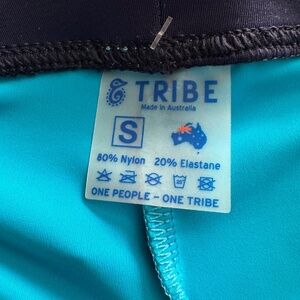 TRIBE
Made in Australia
S
80% Nylon 20% Elastane
ONE PEOPLE – ONE TRIBE